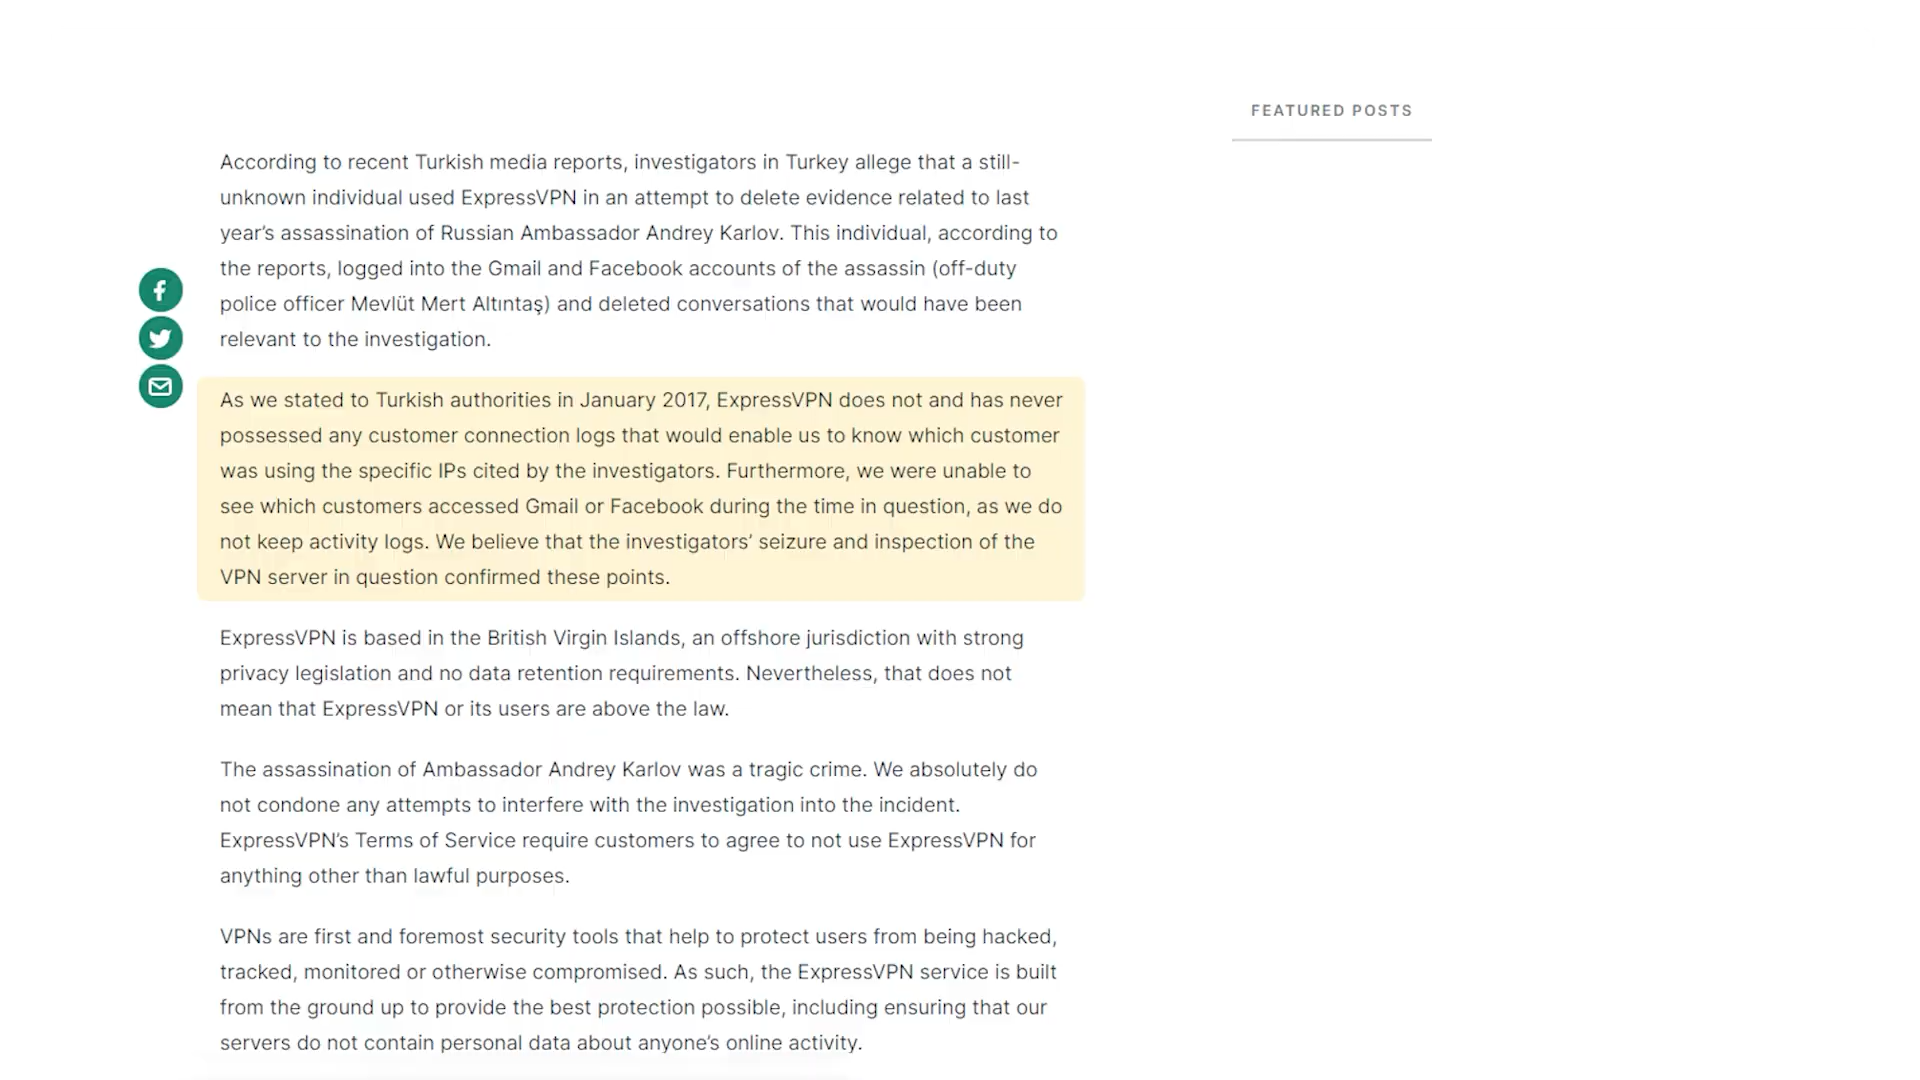 FEATURED POSTS
According to recent Turkish media reports, investigators in Turkey allege that a still-
unknown individual used ExpressVPN in an attempt to delete evidence related to last
year’s assassination of Russian Ambassador Andrey Karlov. This individual, according to
the reports, logged into the Gmail and Facebook accounts of the assassin (off-duty
police officer Mevlüt Mert Altıntaş) and deleted conversations that would have been
relevant to the investigation.
As we stated to Turkish authorities in January 2017, ExpressVPN does not and has never
possessed any customer connection logs that would enable us to know which customer
was using the specific IPs cited by the investigators. Furthermore, we were unable to
see which customers accessed Gmail or Facebook during the time in question, as we do
not keep activity logs. We believe that the investigators’ seizure and inspection of the
VPN server in question confirmed these points.
ExpressVPN is based in the British Virgin Islands, an offshore jurisdiction with strong
privacy legislation and no data retention requirements. Nevertheless, that does not
mean that ExpressVPN or its users are above the law.
The assassination of Ambassador Andrey Karlov was a tragic crime. We absolutely do
not condone any attempts to interfere with the investigation into the incident.
ExpressVPN’s Terms of Service require customers to agree to not use ExpressVPN for
anything other than lawful purposes.
VPNs are first and foremost security tools that help to protect users from being hacked,
tracked, monitored or otherwise compromised. As such, the ExpressVPN service is built
from the ground up to provide the best protection possible, including ensuring that our
servers do not contain personal data about anyone’s online activity.